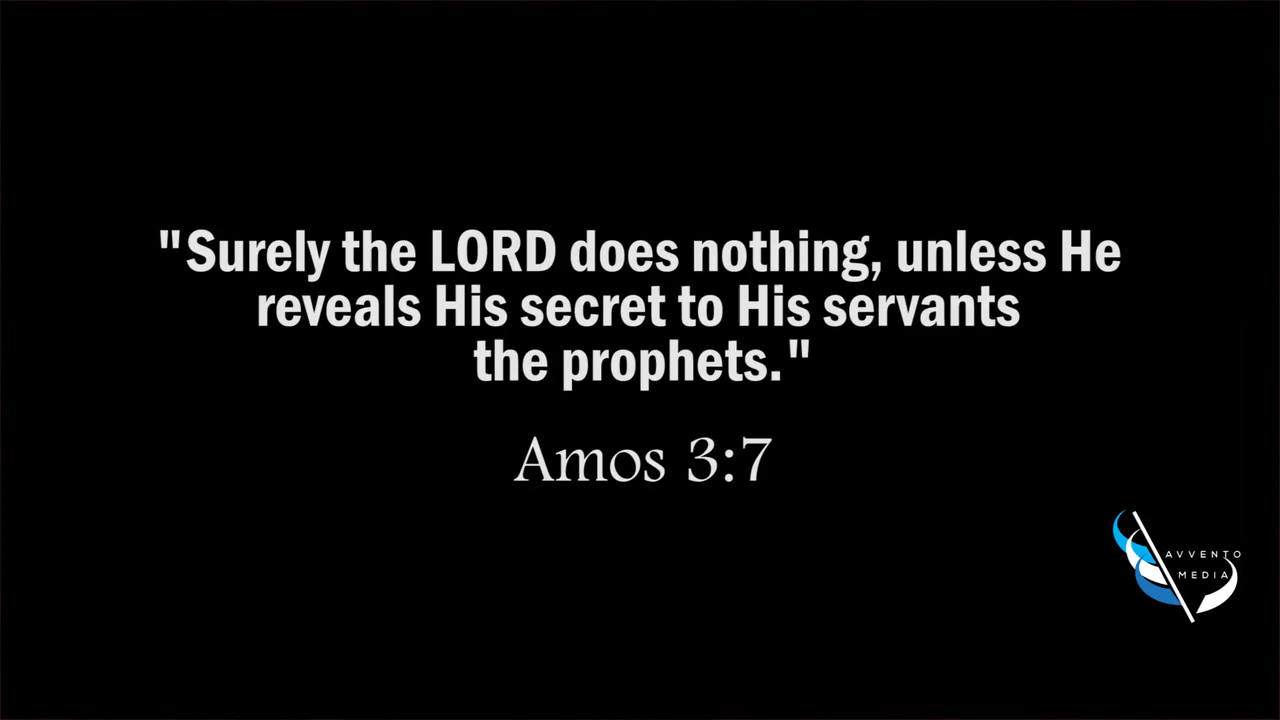 "Surely the LORD does nothing, unless He
reveals His secret to His servants
the prophets."
Amos 3:7
AVVENTO
MEDIA